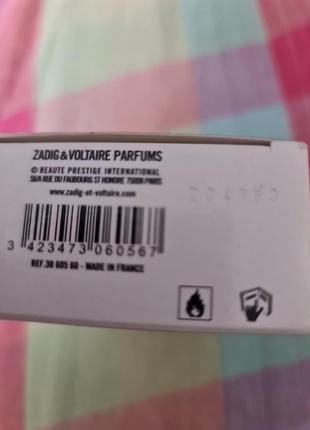 ZADIG & VOLTAIRE PARFUMS
© BEAUTE PRESTIGE INTERNATIONAL
56/A RUE DU FAUBOURG ST HONORE 75008 PARIS
www.zadig-et-voltaire.com
3 423473 060567
REF. 30 605 60 - MADE IN FRANCE